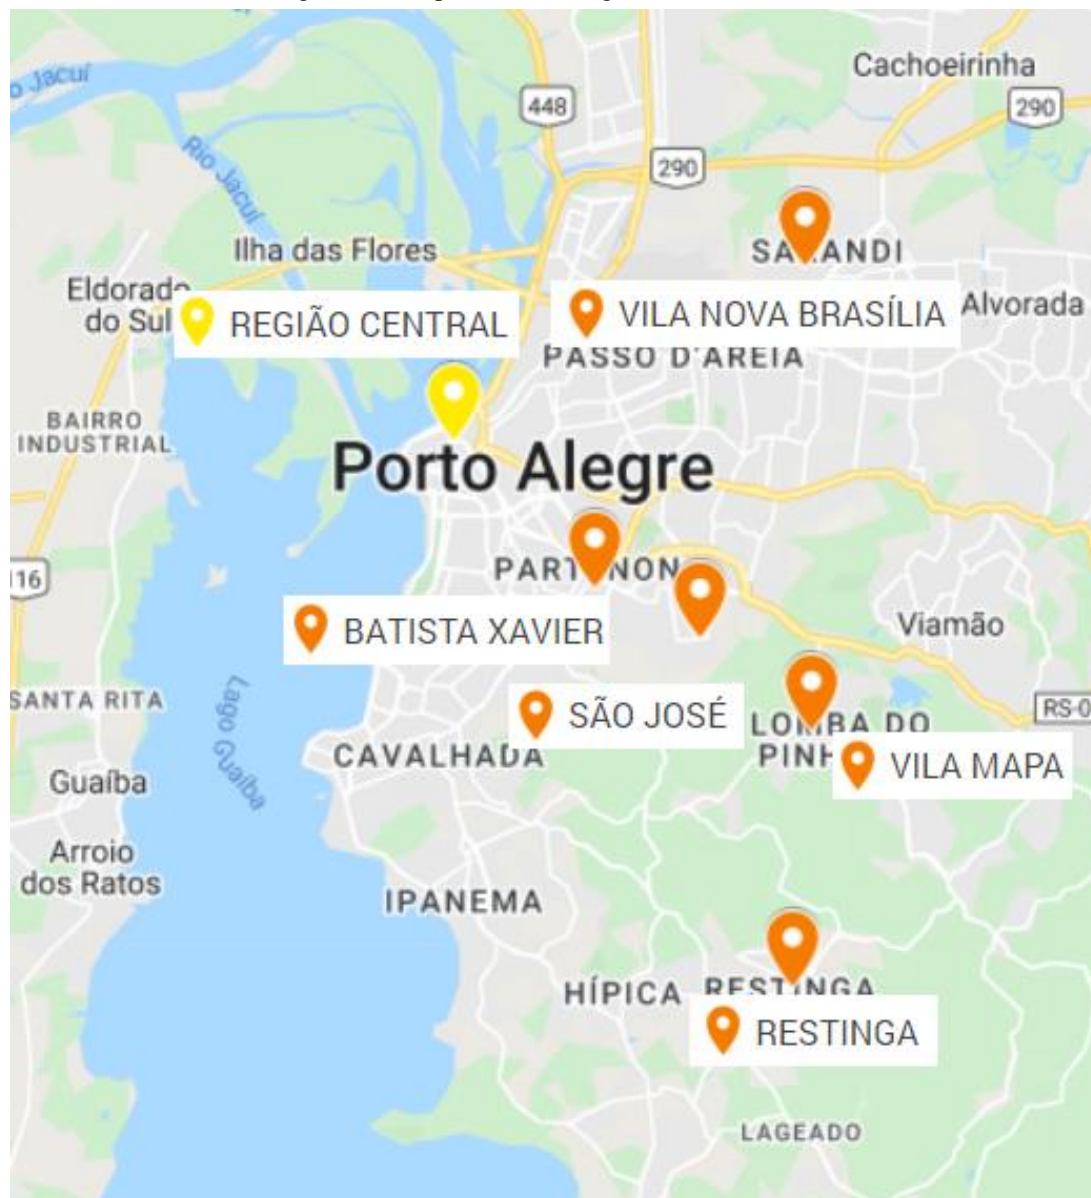 Cachoeirinha
o Jacuí
448
290
290
Rio Jacuí
Ilha das Flores
SARANDI
Eldorado
do Sul
REGIÃO CENTRAL
VILA NOVA BRASÍLIA
Alvorada
PASSO D'AREIA
BAIRRO
INDUSTRIAL
Porto Alegre
PARTENON
116
BATISTA XAVIER
Viamão
SANTA RITA
Lago Guaíba
SÃO JOSÉ
LOMBA DO
PINH
RS-0
CAVALHADA
VILA MAPA
Guaíba
Arroio
dos Ratos
IPANEMA
HÍPICA
RESTINGA
RESTINGA
LAGEADO